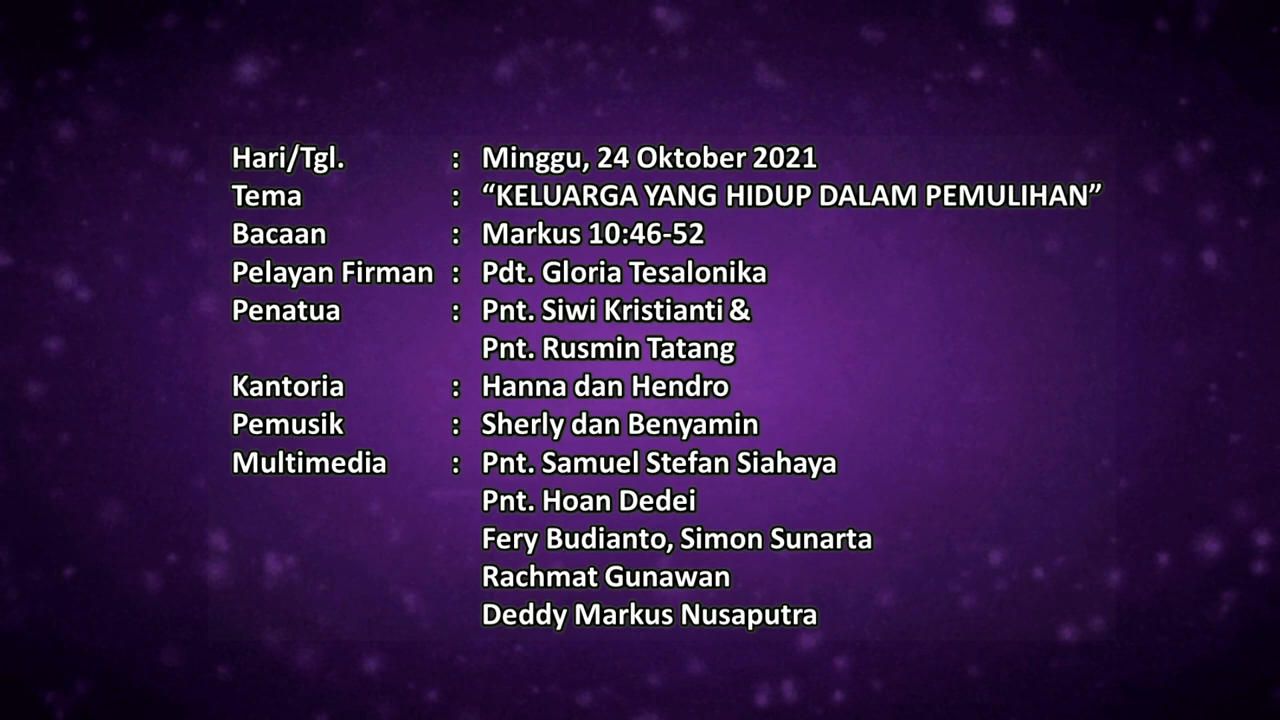 Hari/Tgl. : Minggu, 24 Oktober 2021
Tema : “KELUARGA YANG HIDUP DALAM PEMULIHAN”
Bacaan : Markus 10:46-52
Pelayan Firman : Pdt. Gloria Tesalonika
Penatua : Pnt. Siwi Kristianti &
Pnt. Rusmin Tatang
Kantoria : Hanna dan Hendro
Pemusik : Sherly dan Benyamin
Multimedia : Pnt. Samuel Stefan Siahaya
Pnt. Hoan Dedei
Fery Budianto, Simon Sunarta
Rachmat Gunawan
Deddy Markus Nusaputra